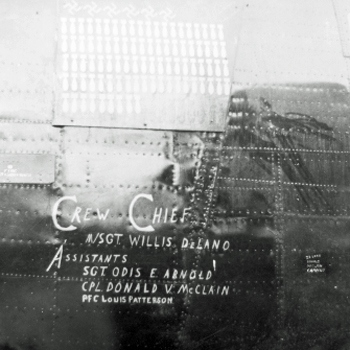 CREW CHIEF
M/SGT. WILLIS DELANO
ASSISTANTS
SGT ODIS E. ARNOLD
CPL. DONALD V. McCLAIN
PFC LOUIS PATTERSON